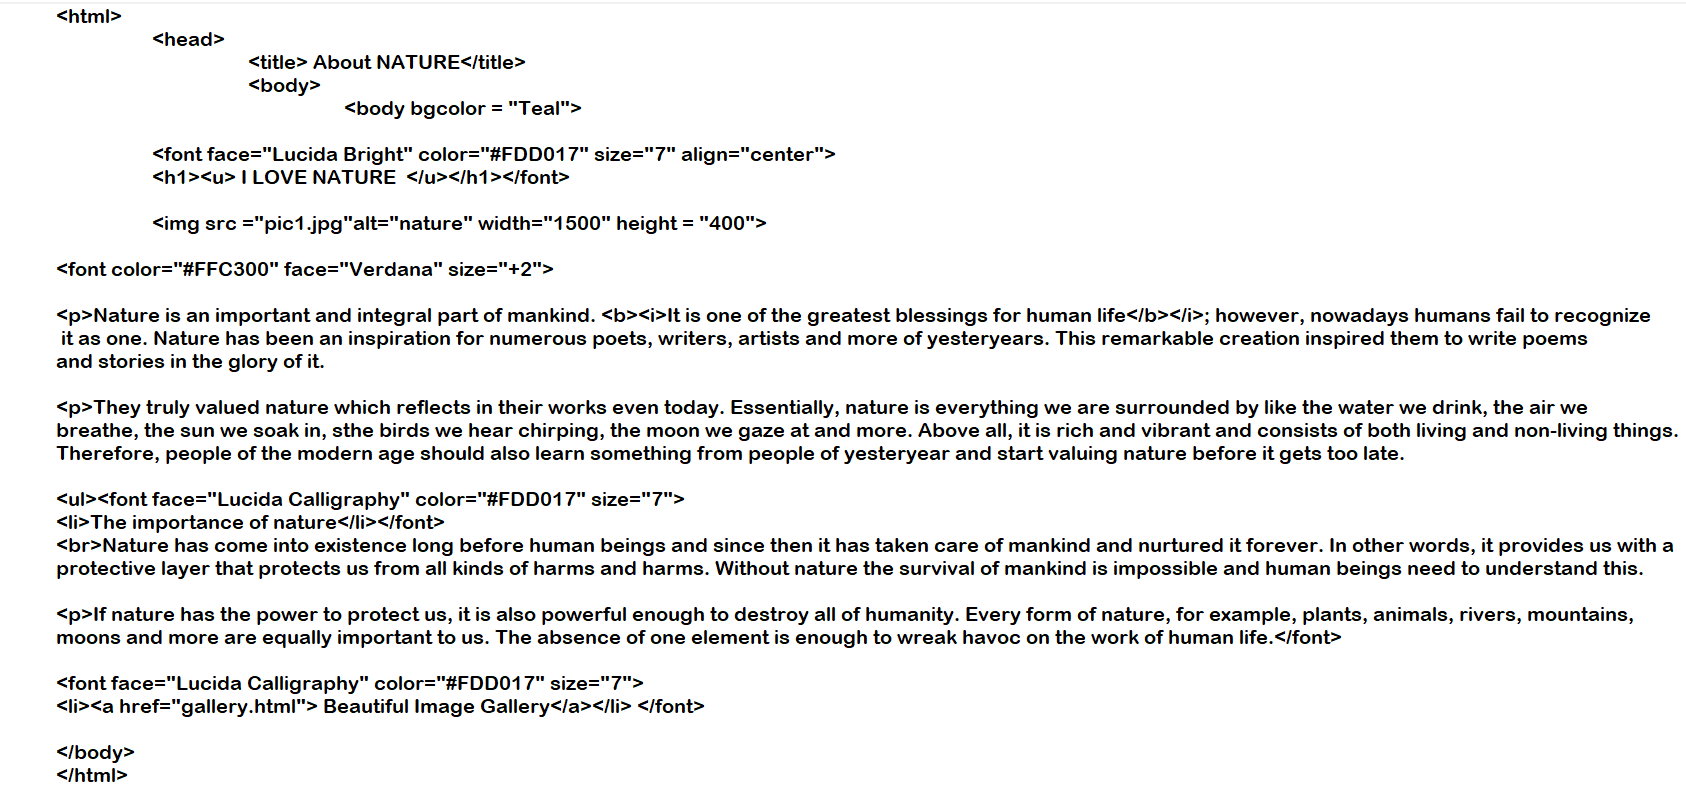 <html>
<head>
<title> About NATURE</title>
<body>
<body bgcolor = "Teal">
<font face="Lucida Bright" color="#FDD017" size="7" align="center">
<h1><u> I LOVE NATURE  </u></h1></font>
<img src ="pic1.jpg"alt="nature" width="1500" height = "400">
<font color="#FFC300" face="Verdana" size="+2">
<p>Nature is an important and integral part of mankind. <b><i>It is one of the greatest blessings for human life</b></i>; however, nowadays humans fail to recognize
it as one. Nature has been an inspiration for numerous poets, writers, artists and more of yesteryears. This remarkable creation inspired them to write poems
and stories in the glory of it.
<p>They truly valued nature which reflects in their works even today. Essentially, nature is everything we are surrounded by like the water we drink, the air we
breathe, the sun we soak in, sthe birds we hear chirping, the moon we gaze at and more. Above all, it is rich and vibrant and consists of both living and non-living things.
Therefore, people of the modern age should also learn something from people of yesteryear and start valuing nature before it gets too late.
<ul><font face="Lucida Calligraphy" color="#FDD017" size="7">
<li>The importance of nature</li></font>
<br>Nature has come into existence long before human beings and since then it has taken care of mankind and nurtured it forever. In other words, it provides us with a
protective layer that protects us from all kinds of harms and harms. Without nature the survival of mankind is impossible and human beings need to understand this.
<p>If nature has the power to protect us, it is also powerful enough to destroy all of humanity. Every form of nature, for example, plants, animals, rivers, mountains,
moons and more are equally important to us. The absence of one element is enough to wreak havoc on the work of human life.</font>
<font face="Lucida Calligraphy" color="#FDD017" size="7">
<li><a href="gallery.html"> Beautiful Image Gallery</a></li> </font>
</body>
</html>